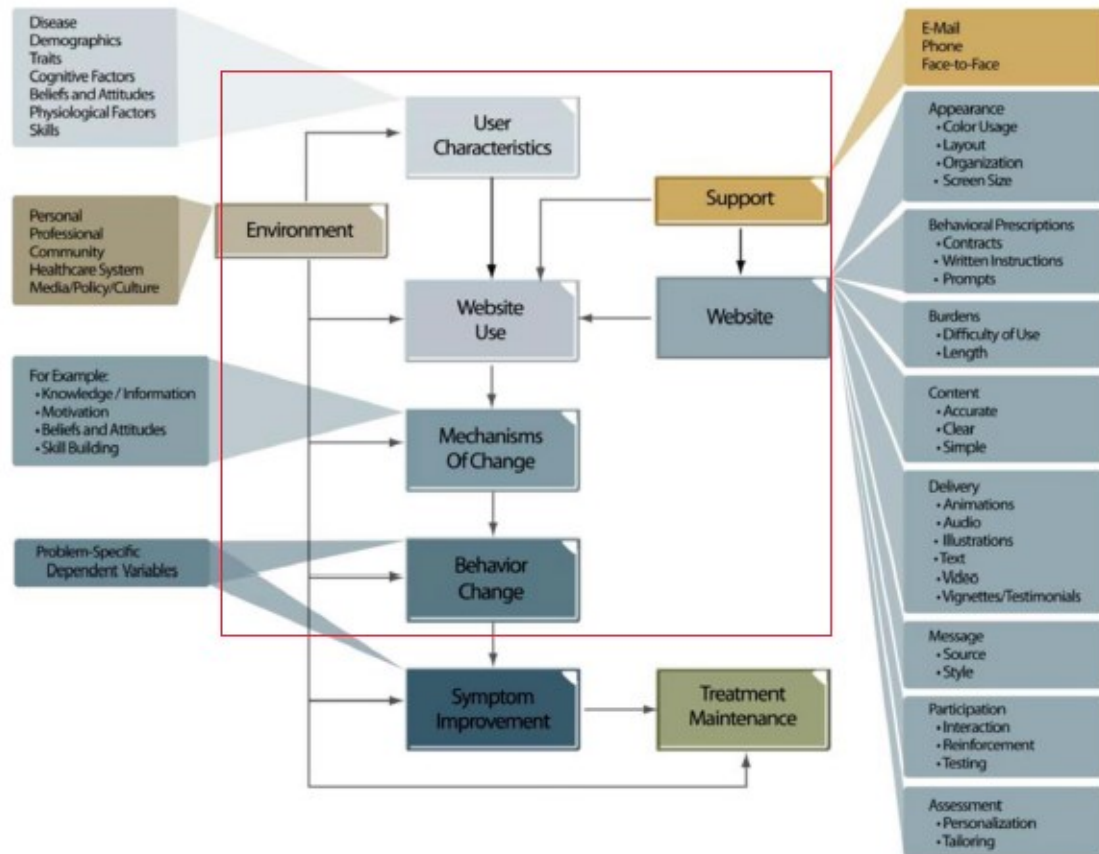 Disease
Demographics
Traits
Cognitive Factors
Beliefs and Attitudes
Physiological Factors
Skills
Personal
Professional
Community
Healthcare System
Media/Policy/Culture
For Example:
• Knowledge / Information
• Motivation
• Beliefs and Attitudes
• Skill Building
Problem-Specific
Dependent Variables
User
Characteristics
Environment
Support
Website
Use
Website
Mechanisms
Of Change
Behavior
Change
Symptom
Improvement
Treatment
Maintenance
E-Mail
Phone
Face-to-Face
Appearance
• Color Usage
• Layout
• Organization
• Screen Size
Behavioral Prescriptions
• Contracts
• Written Instructions
• Prompts
Burdens
• Difficulty of Use
• Length
Content
• Accurate
• Clear
• Simple
Delivery
• Animations
• Audio
• Illustrations
• Text
• Video
• Vignettes/Testimonials
Message
• Source
• Style
Participation
• Interaction
• Reinforcement
• Testing
Assessment
• Personalization
• Tailoring